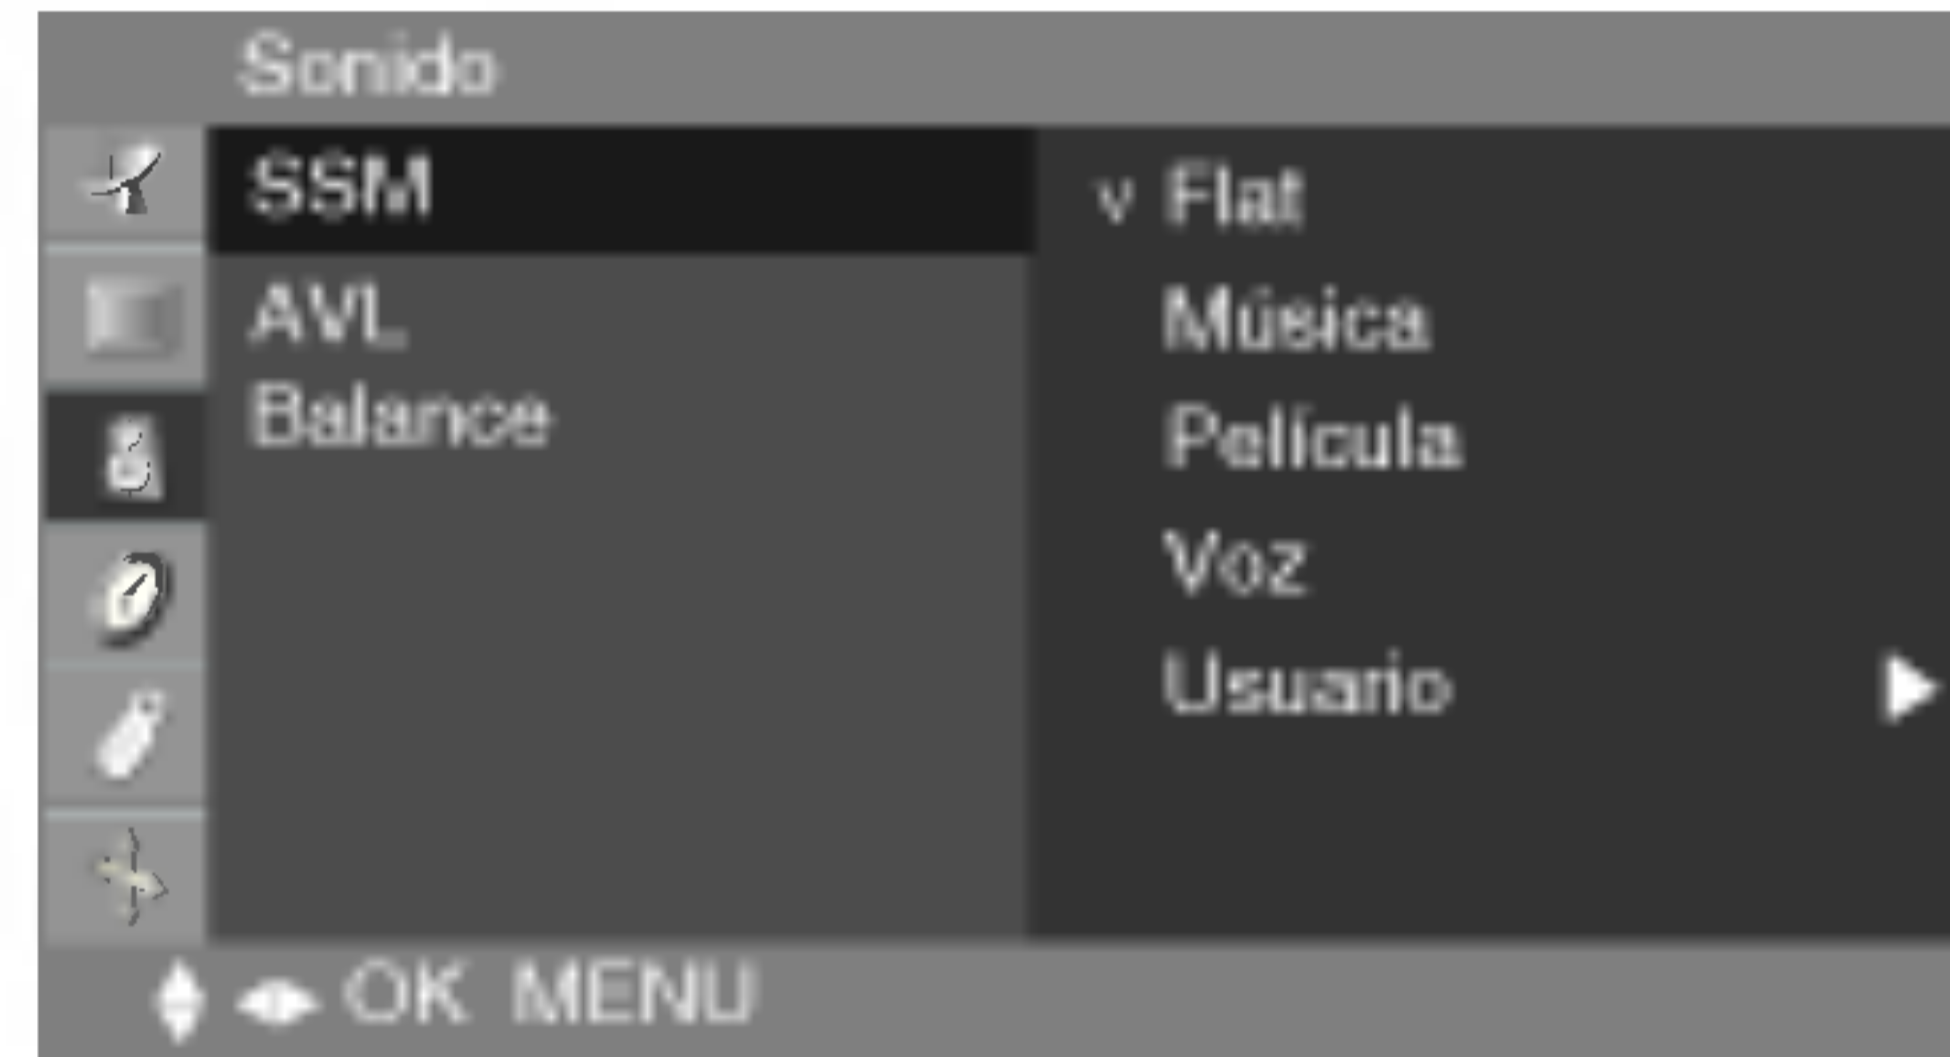 Sonido
SSM
AVL
Balance
v Flat
Música
Película
Voz
Usuario
OK MENU